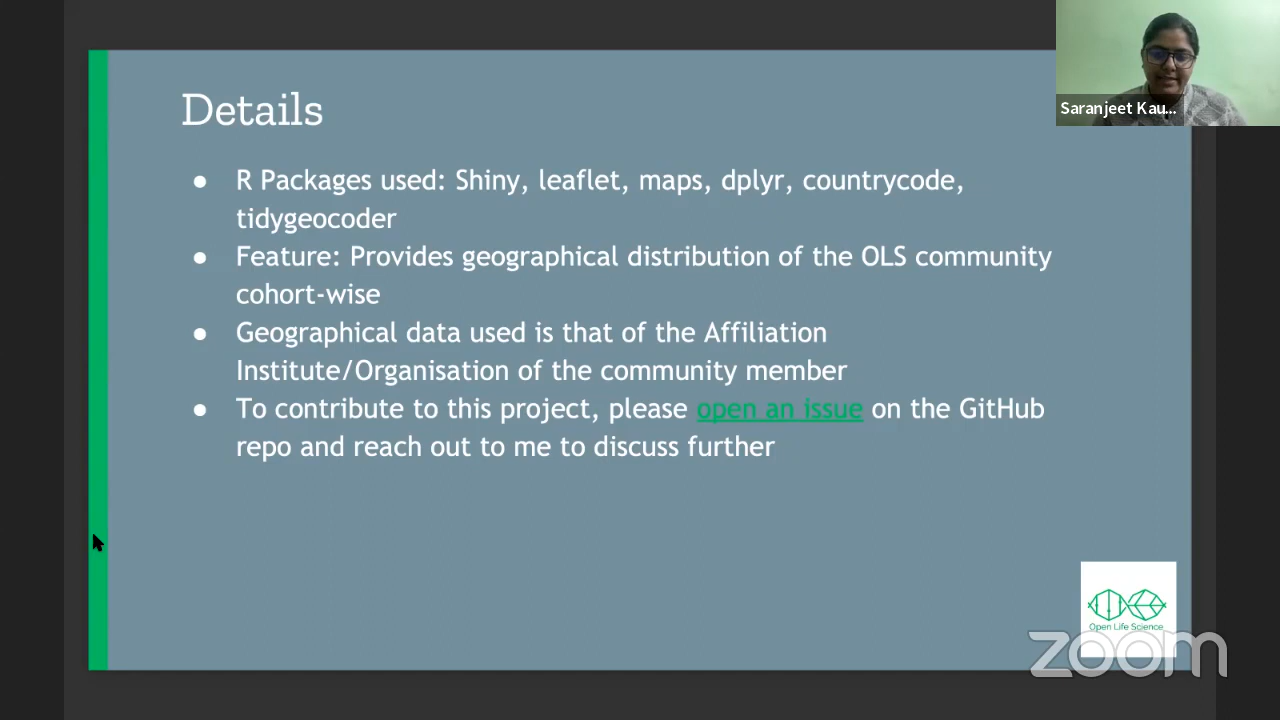 Details
Saranjeet Kau...
● R Packages used: Shiny, leaflet, maps, dplyr, countrycode,
tidygeocoder
● Feature: Provides geographical distribution of the OLS community
cohort-wise
● Geographical data used is that of the Affiliation
Institute/Organisation of the community member
● To contribute to this project, please open an issue on the GitHub
repo and reach out to me to discuss further
Open Life Science
zoom